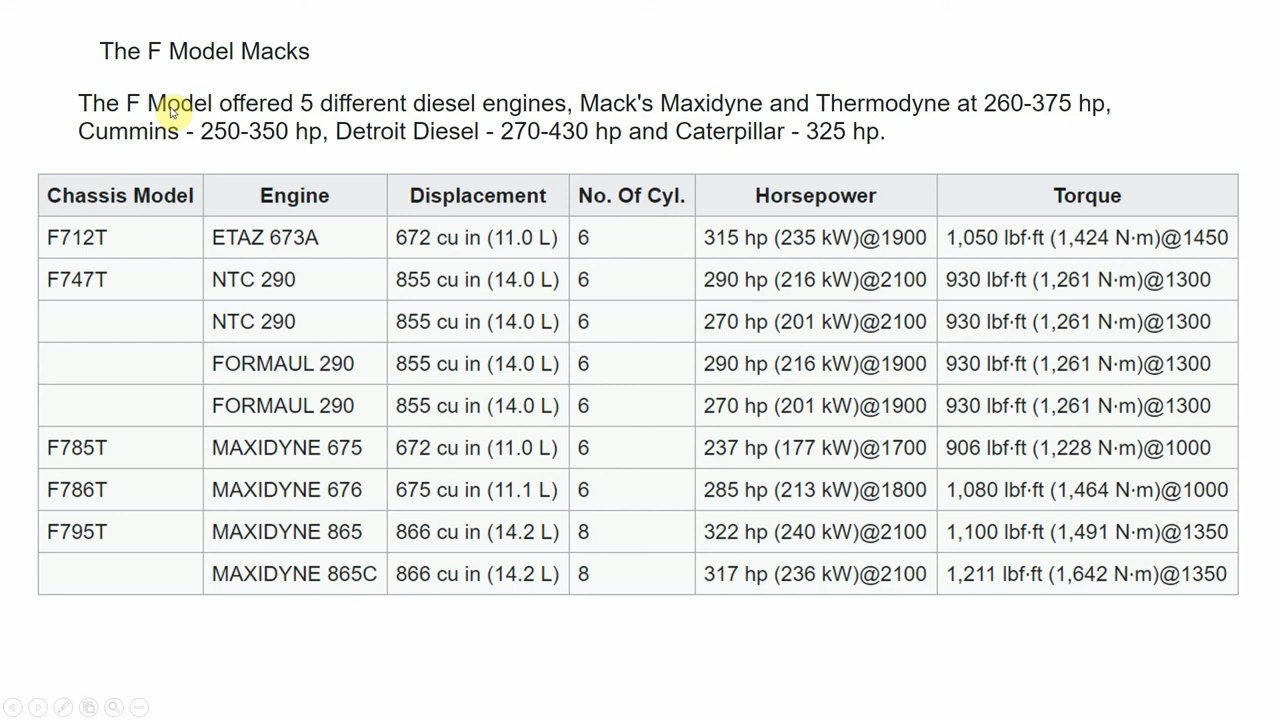 The F Model Macks
The F Model offered 5 different diesel engines, Mack's Maxidyne and Thermodyne at 260-375 hp,
Cummins - 250-350 hp, Detroit Diesel - 270-430 hp and Caterpillar - 325 hp.
Chassis Model Engine Displacement No. Of Cyl. Horsepower Torque
F712T ETAZ 673A 672 cu in (11.0 L) 6 315 hp (235 kW)@1900 1,050 lbf·ft (1,424 N·m)@1450
F747T NTC 290 855 cu in (14.0 L) 6 290 hp (216 kW)@2100 930 lbf·ft (1,261 N·m)@1300
NTC 290 855 cu in (14.0 L) 6 270 hp (201 kW)@2100 930 lbf·ft (1,261 N·m)@1300
FORMAUL 290 855 cu in (14.0 L) 6 290 hp (216 kW)@1900 930 lbf·ft (1,261 N·m)@1300
FORMAUL 290 855 cu in (14.0 L) 6 270 hp (201 kW)@1900 930 lbf·ft (1,261 N·m)@1300
F785T MAXIDYNE 675 672 cu in (11.0 L) 6 237 hp (177 kW)@1700 906 lbf·ft (1,228 N·m)@1000
F786T MAXIDYNE 676 675 cu in (11.1 L) 6 285 hp (213 kW)@1800 1,080 lbf·ft (1,464 N·m)@1000
F795T MAXIDYNE 865 866 cu in (14.2 L) 8 322 hp (240 kW)@2100 1,100 lbf·ft (1,491 N·m)@1350
MAXIDYNE 865C 866 cu in (14.2 L) 8 317 hp (236 kW)@2100 1,211 lbf·ft (1,642 N·m)@1350